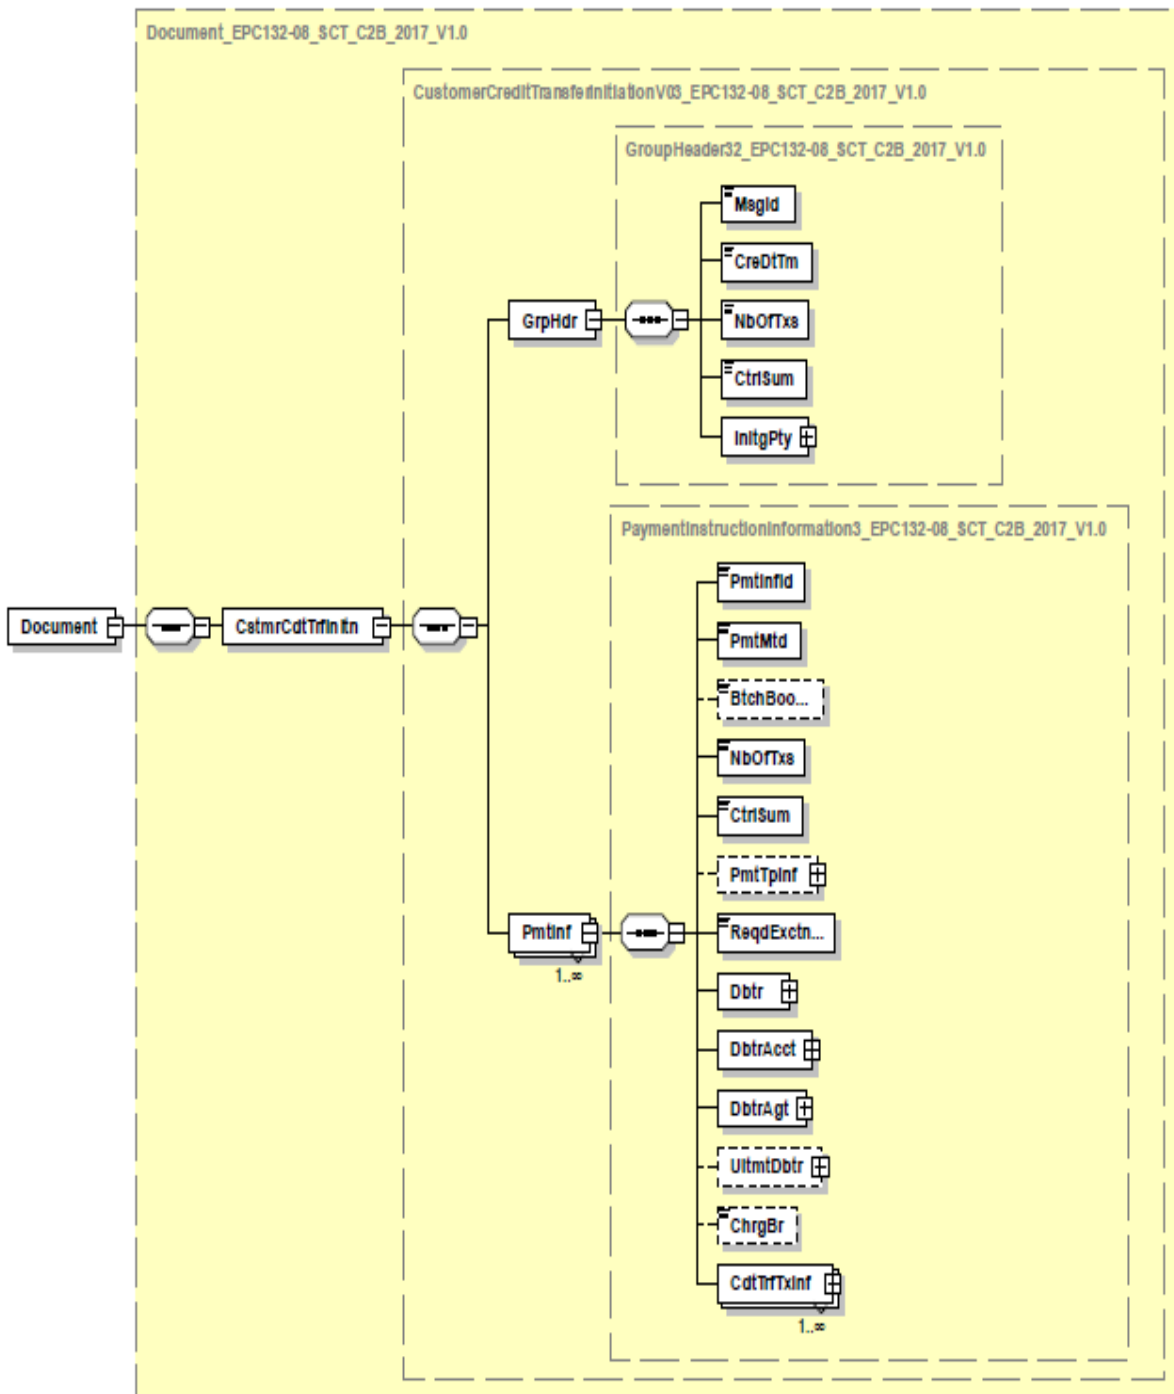 Document_EPC132-08_SCT_C2B_2017_V1.0
CustomerCreditTransferInitiationV03_EPC132-08_SCT_C2B_2017_V1.0
GroupHeader32_EPC132-08_SCT_C2B_2017_V1.0
MsgId
CreDtTm
GrpHdr
NbOfTxs
CtrlSum
InitgPty
PaymentInstructionInformation3_EPC132-08_SCT_C2B_2017_V1.0
PmtInfId
Document
CstmrCdtTrfInitn
PmtMtd
BtchBoo...
NbOfTxs
CtrlSum
PmtTpInf
PmtInf
1..∞
ReqdExctn...
Dbtr
DbtrAcct
DbtrAgt
UltmtDbtr
ChrgBr
CdtTrfTxInf
1..∞